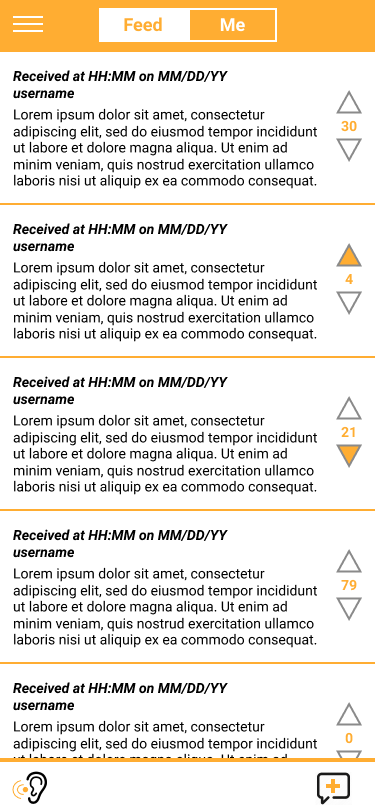 Feed
Me
Received at HH:MM on MM/DD/YY
username
Lorem ipsum dolor sit amet, consectetur
adipiscing elit, sed do eiusmod tempor incididunt
ut labore et dolore magna aliqua. Ut enim ad
minim veniam, quis nostrud exercitation ullamco
laboris nisi ut aliquip ex ea commodo consequat.
30
Received at HH:MM on MM/DD/YY
username
Lorem ipsum dolor sit amet, consectetur
adipiscing elit, sed do eiusmod tempor incididunt
ut labore et dolore magna aliqua. Ut enim ad
minim veniam, quis nostrud exercitation ullamco
laboris nisi ut aliquip ex ea commodo consequat.
4
Received at HH:MM on MM/DD/YY
username
Lorem ipsum dolor sit amet, consectetur
adipiscing elit, sed do eiusmod tempor incididunt
ut labore et dolore magna aliqua. Ut enim ad
minim veniam, quis nostrud exercitation ullamco
laboris nisi ut aliquip ex ea commodo consequat.
21
Received at HH:MM on MM/DD/YY
username
Lorem ipsum dolor sit amet, consectetur
adipiscing elit, sed do eiusmod tempor incididunt
ut labore et dolore magna aliqua. Ut enim ad
minim veniam, quis nostrud exercitation ullamco
laboris nisi ut aliquip ex ea commodo consequat.
79
Received at HH:MM on MM/DD/YY
username
Lorem ipsum dolor sit amet, consectetur
adipiscing elit, sed do eiusmod tempor incididunt
0